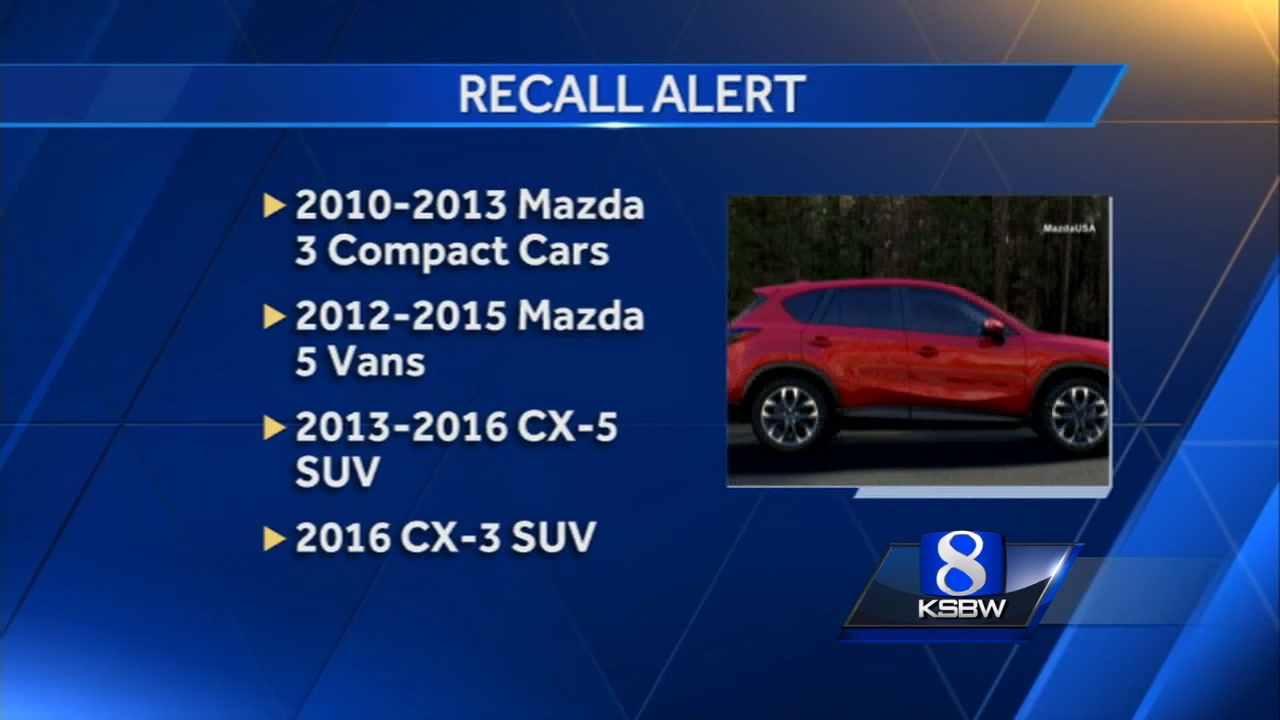 RECALL ALERT
2010-2013 Mazda
3 Compact Cars
2012-2015 Mazda
5 Vans
2013-2016 CX-5
SUV
2016 CX-3 SUV
MazdaUSA
8
KSBW